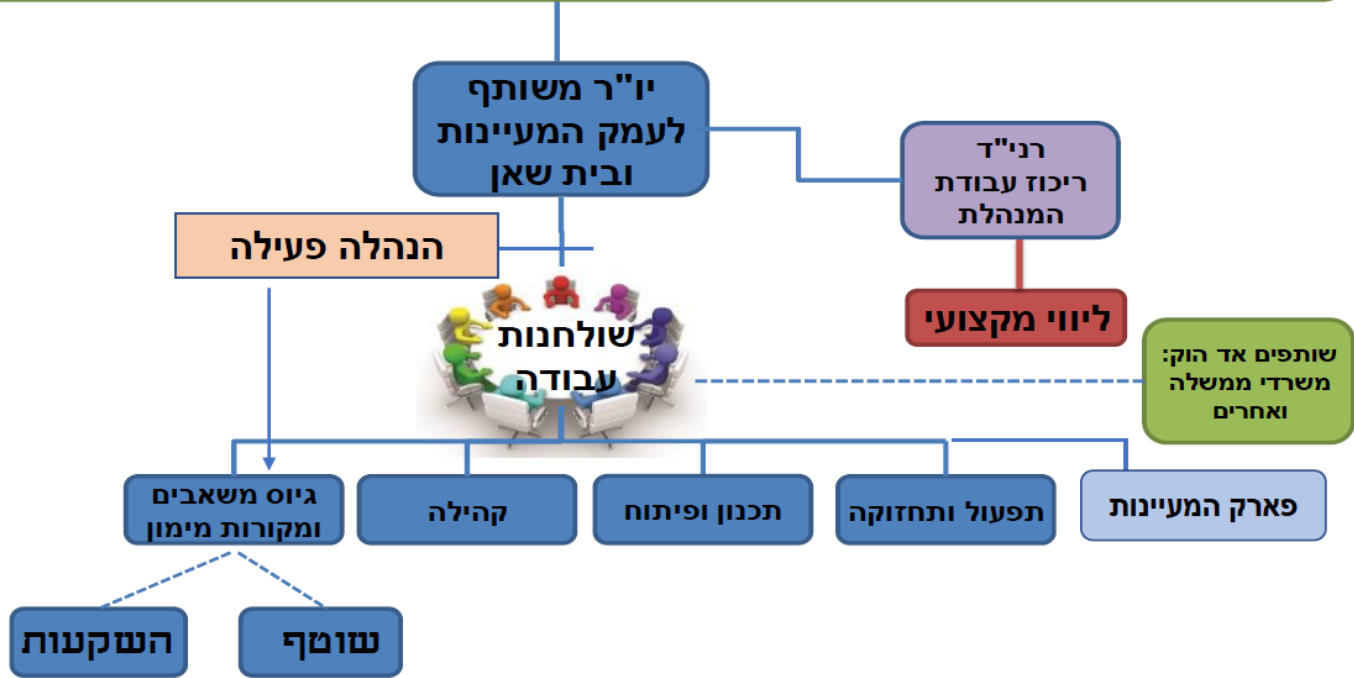 יו"ר משותף
לעמק המעיינות
ובית שאן
רני"ד
ריכוז עבודת
המנהלת
הנהלה פעילה
ליווי מקצועי
שולחנות
עבודה
שותפים אד הוק:
משרדי ממשלה
ואחרים
פארק המעיינות
תפעול ותחזוקה
תכנון ופיתוח
קהילה
גיוס משאבים
ומקורות מימון
שוטף
השקעות